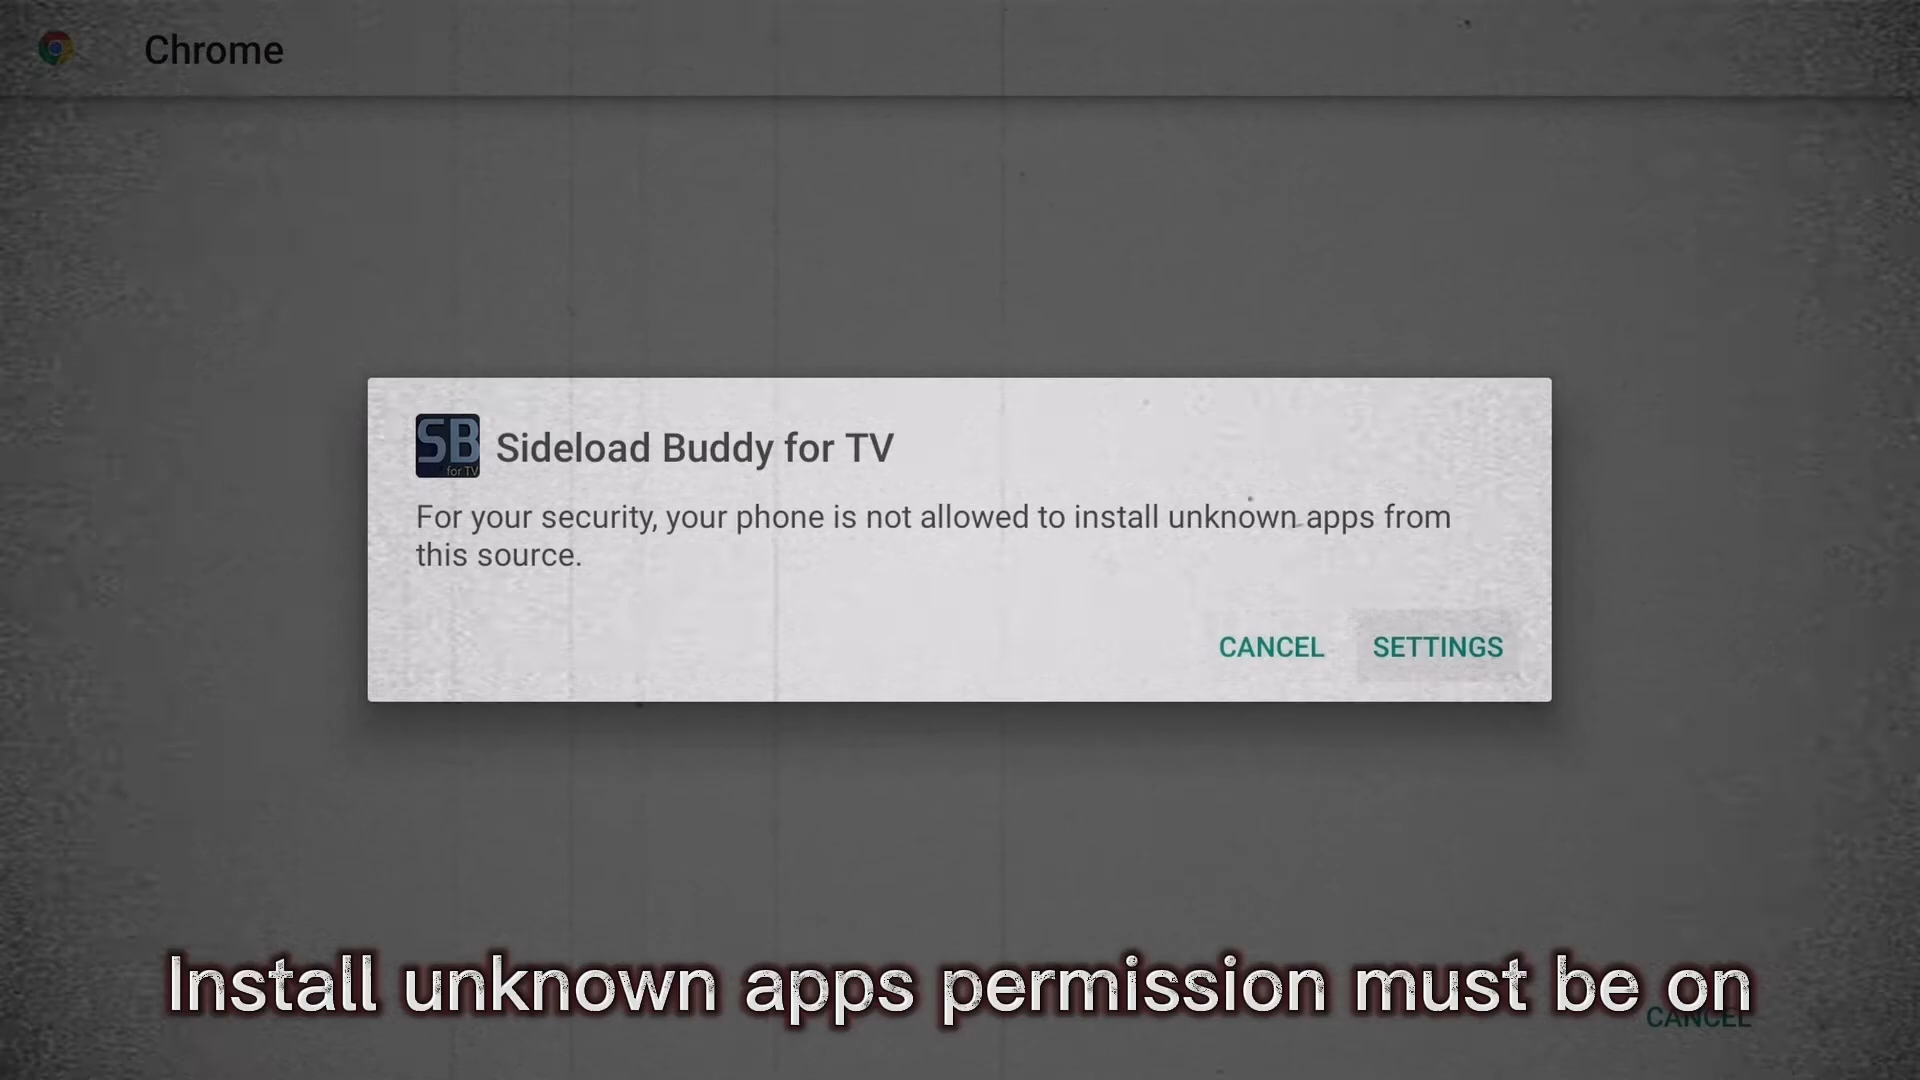 Chrome
SB
for TV
Sideload Buddy for TV
For your security, your phone is not allowed to install unknown apps from
this source.
CANCEL SETTINGS
Install unknown apps permission must be on
CANCEL